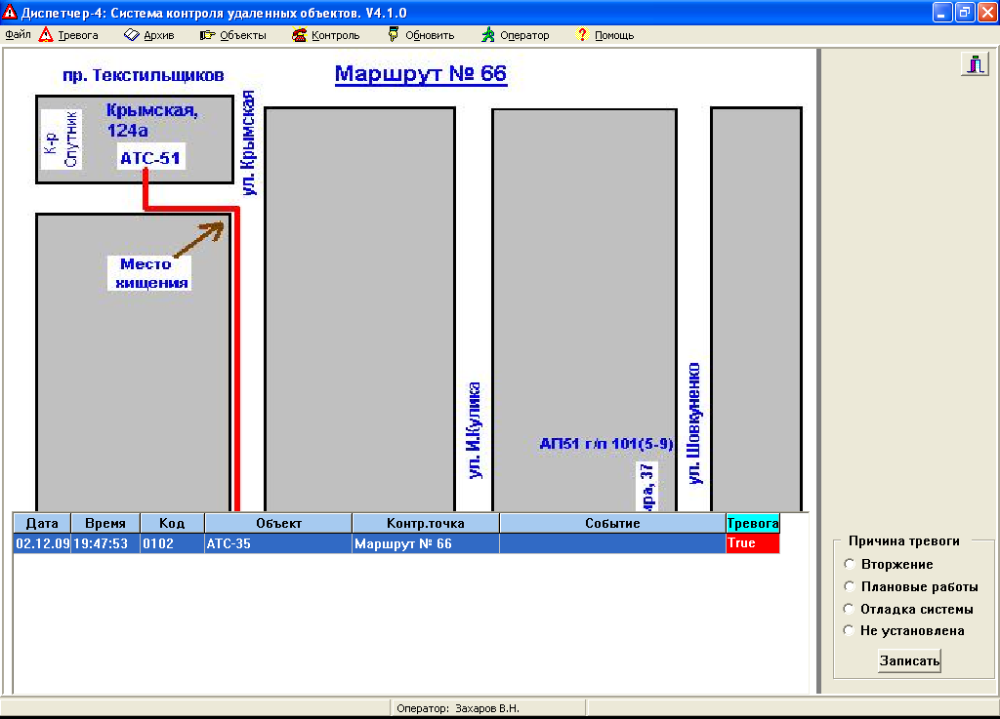 Диспетчер-4: Система контроля удаленных объектов. V4.1.0
Файл Тревога Архив Объекты Контроль Обновить Оператор Помощь
пр. Текстильщиков
Маршрут № 66
К-р
Спутник
Крымская,
124а
АТС-51
ул. Крымская
Место
хищения
ул. И.Кулика
АП51 г/п 101(5-9)
ира, 37
ул. Шовкуненко
Дата Время Код Объект Контр.точка Событие Тревога
02.12.09 19:47:53 0102 АТС-35 Маршрут № 66 True
Причина тревоги
Вторжение
Плановые работы
Отладка системы
Не установлена
Записать
Оператор: Захаров В.Н.